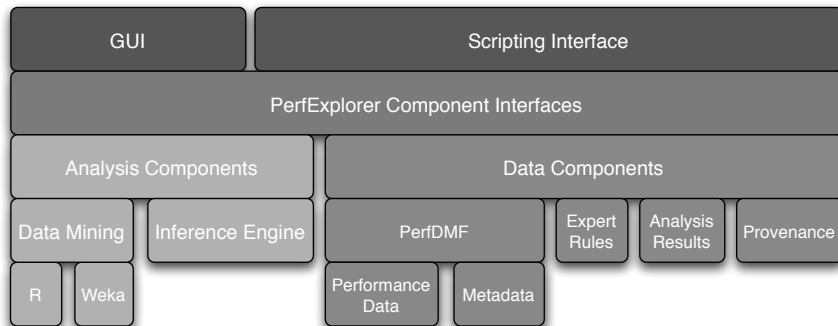 GUI
Scripting Interface
PerfExplorer Component Interfaces
Analysis Components
Data Components
Data Mining
Inference Engine
PerfDMF
Expert
Rules
Analysis
Results
Provenance
R
Weka
Performance
Data
Metadata